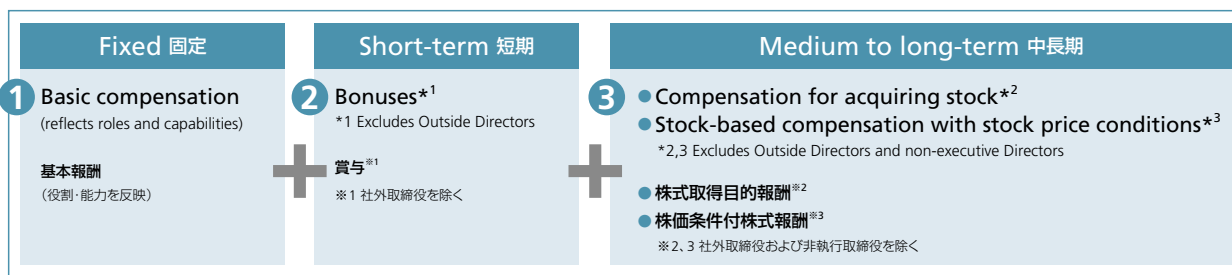 Fixed 固定
1 Basic compensation
(reflects roles and capabilities)
基本報酬
（役割・能力を反映）
Short-term 短期
2 Bonuses*1
*1 Excludes Outside Directors
賞与※1
※1 社外取締役を除く
Medium to long-term 中長期
3 ●Compensation for acquiring stock*2
●Stock-based compensation with stock price conditions*3
*2,3 Excludes Outside Directors and non-executive Directors
●株式取得目的報酬※2
●株価条件付株式報酬※3
※2、3 社外取締役および非執行取締役を除く